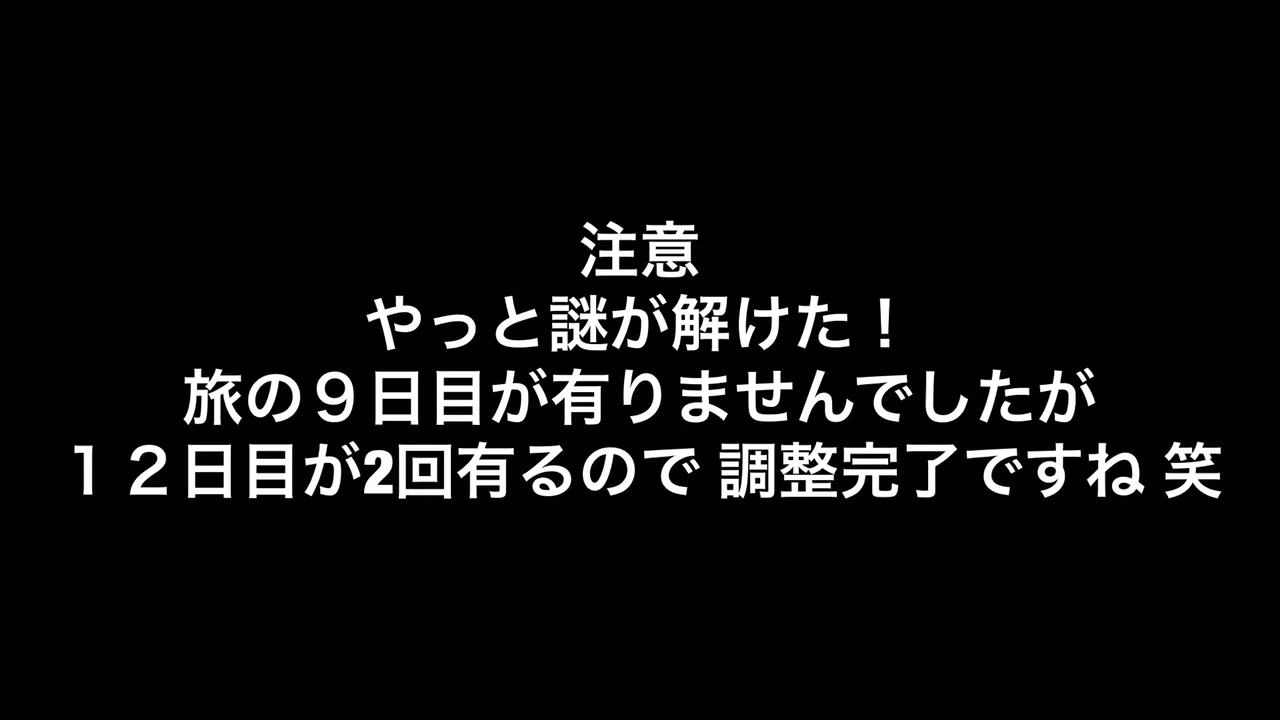 注意
やっと謎が解けた！
旅の９日目が有りませんでしたが
１２日目が2回有るので 調整完了ですね 笑